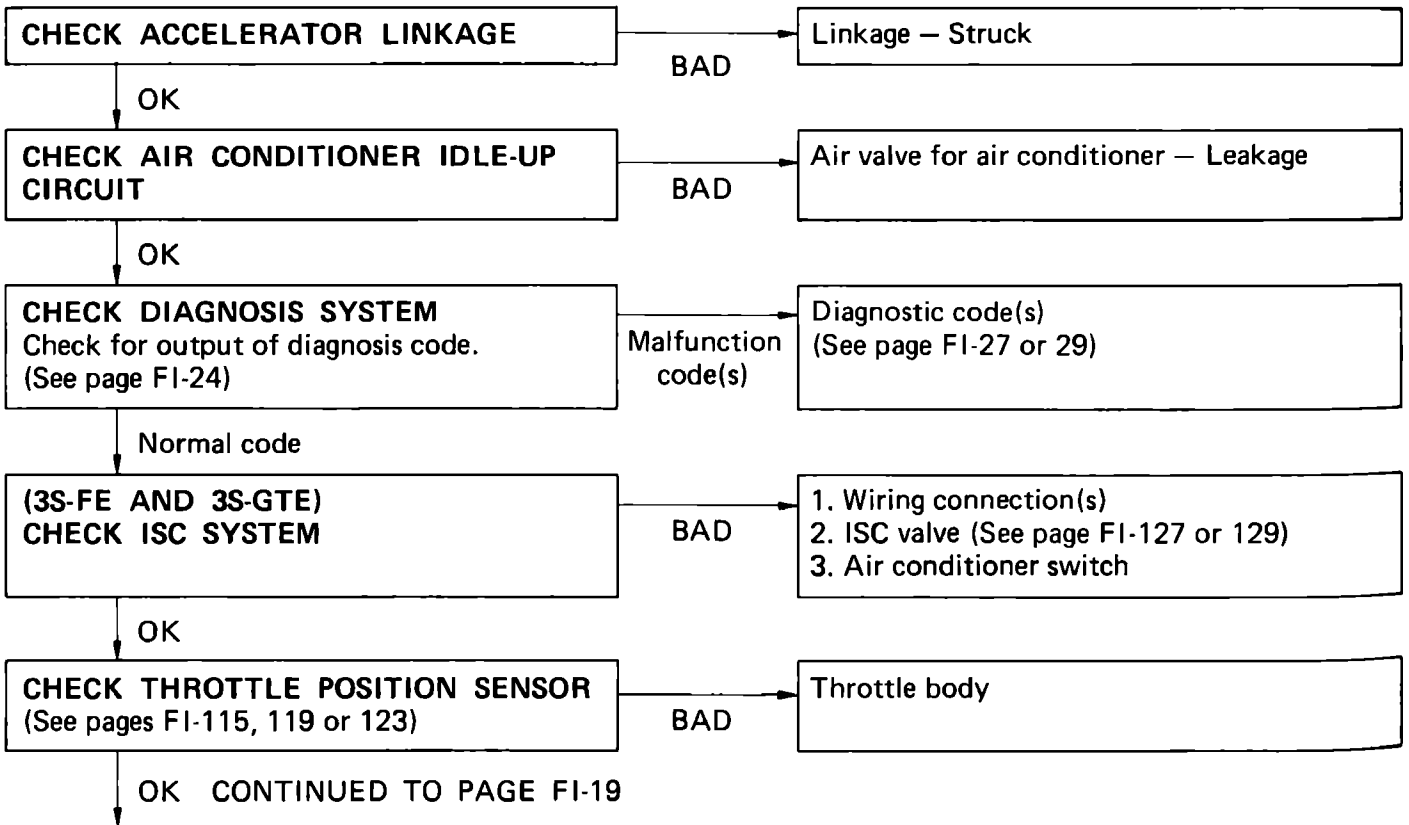 CHECK ACCELERATOR LINKAGE
BAD
Linkage — Struck
OK
CHECK AIR CONDITIONER IDLE-UP
CIRCUIT
BAD
Air valve for air conditioner — Leakage
OK
CHECK DIAGNOSIS SYSTEM
Check for output of diagnosis code.
(See page FI-24)
Malfunction
code(s)
Diagnostic code(s)
(See page FI-27 or 29)
Normal code
(3S-FE AND 3S-GTE)
CHECK ISC SYSTEM
BAD
1. Wiring connection(s)
2. ISC valve (See page FI-127 or 129)
3. Air conditioner switch
OK
CHECK THROTTLE POSITION SENSOR
(See pages FI-115, 119 or 123)
BAD
Throttle body
OK CONTINUED TO PAGE FI-19